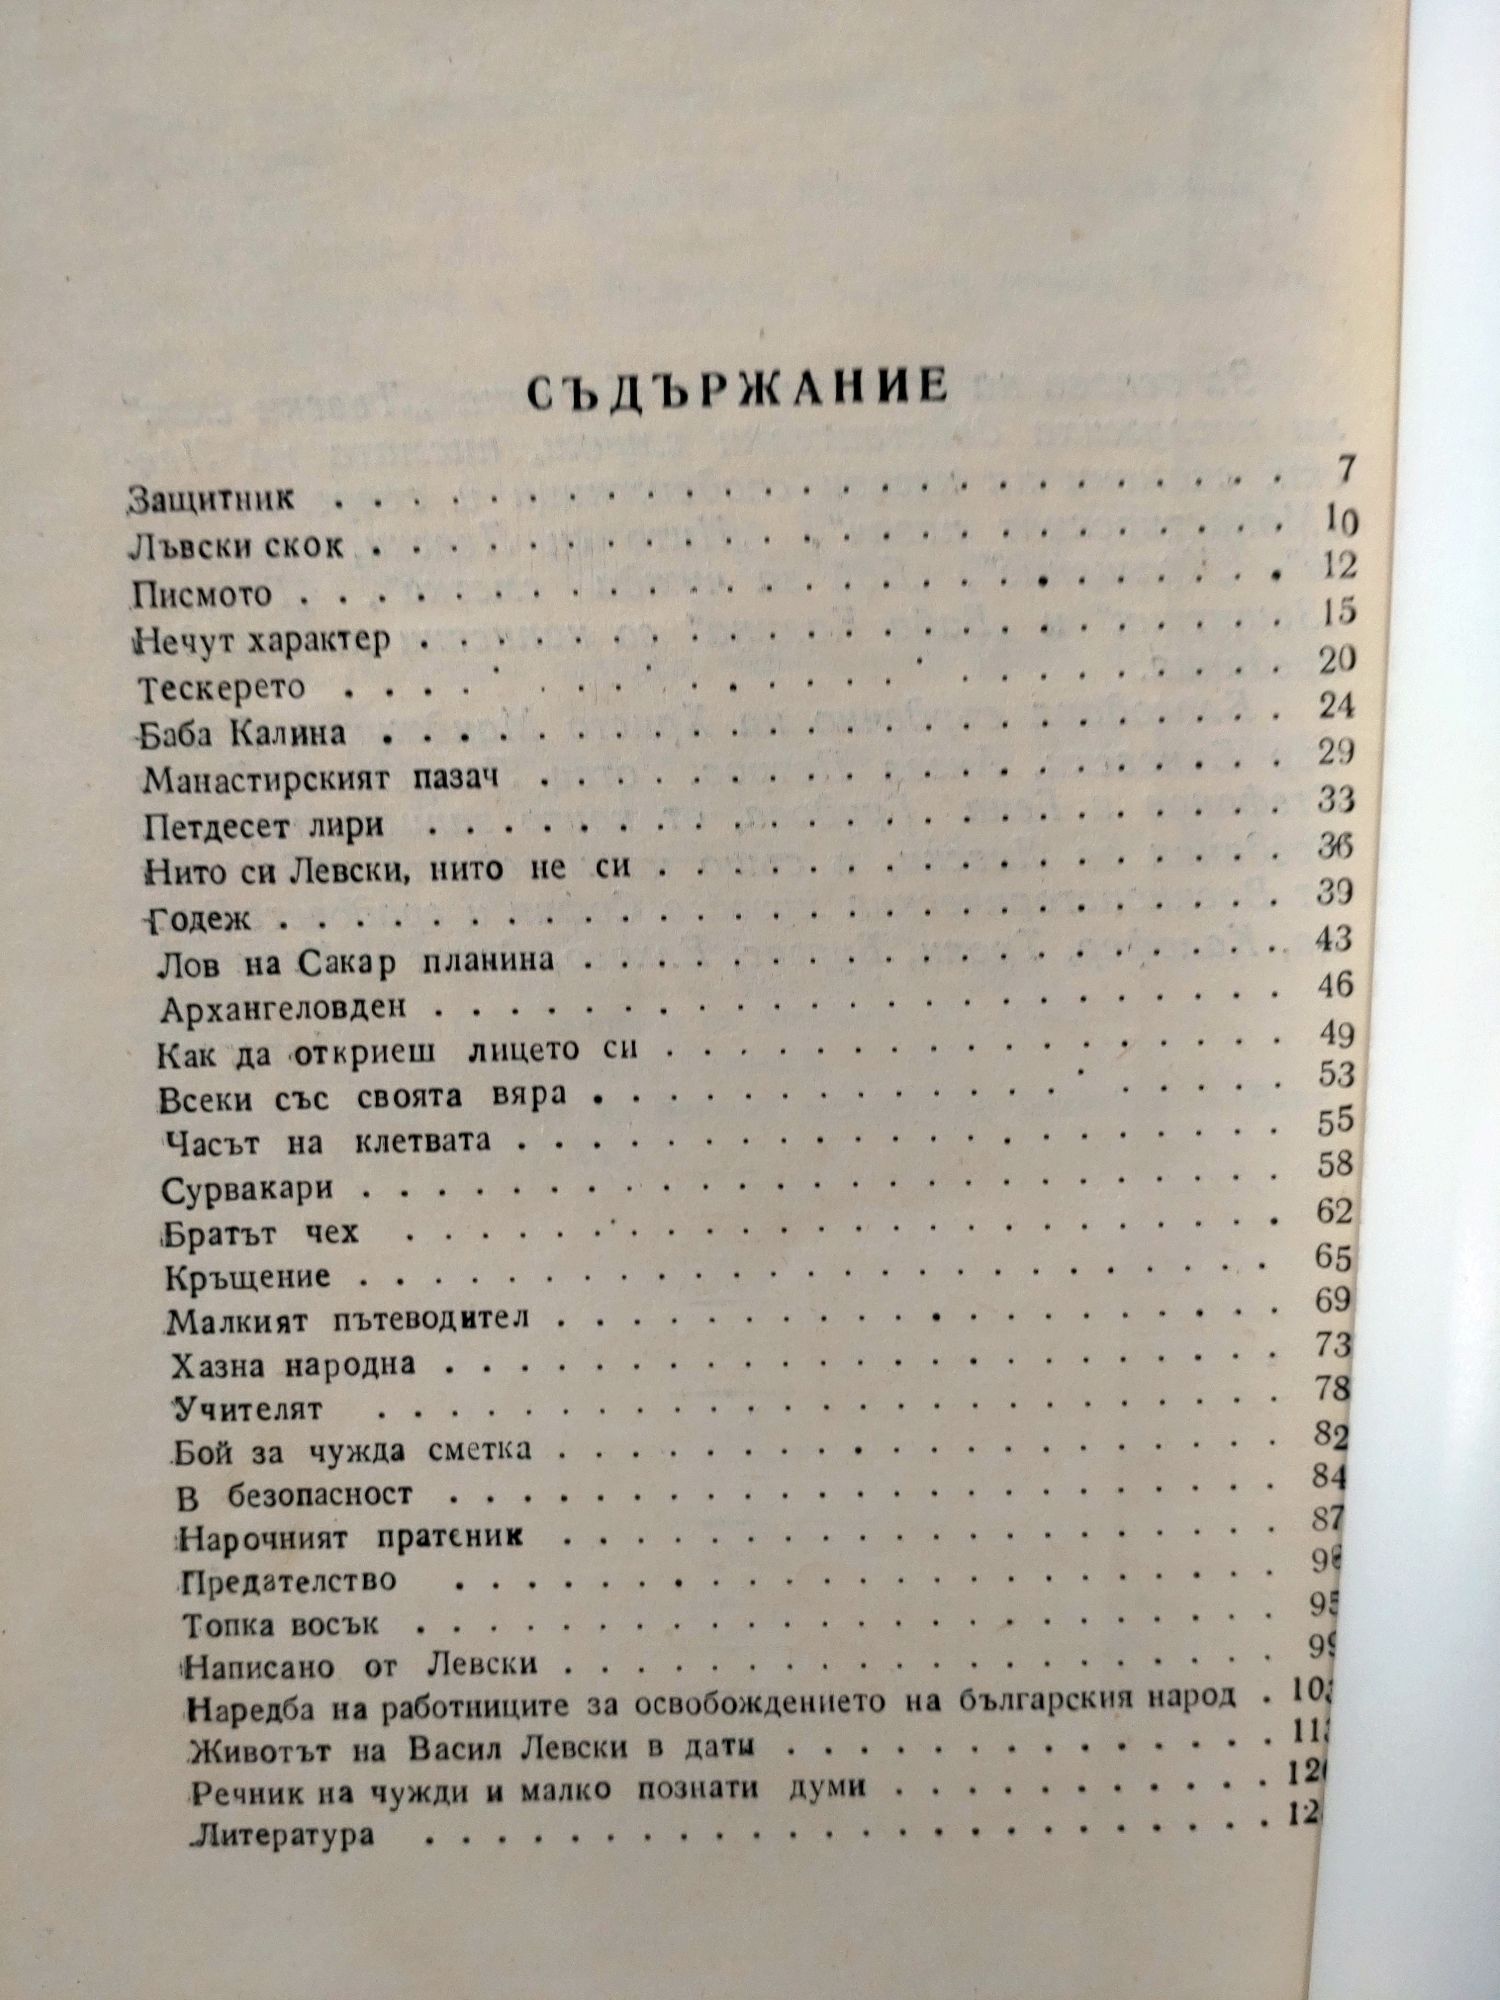 СЪДЪРЖАНИЕ
Защитник . . . . . . . . . . . . . . . . . . . . . . . . . . 7
Лъвски скок . . . . . . . . . . . . . . . . . . . . . . . . . 10
Писмото . . . . . . . . . . . . . . . . . . . . . . . . . . 12
Нечут характер . . . . . . . . . . . . . . . . . . . . . . . . 15
Тескерето . . . . . . . . . . . . . . . . . . . . . . . . . 20
Баба Калина . . . . . . . . . . . . . . . . . . . . . . . . 24
Манастирският пазач . . . . . . . . . . . . . . . . . . . . 29
Петдесет лири . . . . . . . . . . . . . . . . . . . . . . . 33
Нито си Левски, нито не си . . . . . . . . . . . . . . . . . 36
Годеж . . . . . . . . . . . . . . . . . . . . . . . . . . . 39
Лов на Сакар планина . . . . . . . . . . . . . . . . . . . 43
Архангеловден . . . . . . . . . . . . . . . . . . . . . . . 46
Как да откриеш лицето си . . . . . . . . . . . . . . . . . 49
Всеки със своята вяра . . . . . . . . . . . . . . . . . . . 53
Часът на клетвата . . . . . . . . . . . . . . . . . . . . . 55
Сурвакари . . . . . . . . . . . . . . . . . . . . . . . . . 58
Братът чех . . . . . . . . . . . . . . . . . . . . . . . . 62
Кръщение . . . . . . . . . . . . . . . . . . . . . . . . . 65
Малкият пътеводител . . . . . . . . . . . . . . . . . . . . 69
Хазна народна . . . . . . . . . . . . . . . . . . . . . . . 73
Учителят . . . . . . . . . . . . . . . . . . . . . . . . . 78
Бой за чужда сметка . . . . . . . . . . . . . . . . . . . . 82
В безопасност . . . . . . . . . . . . . . . . . . . . . . . 84
Нарочният пратеник . . . . . . . . . . . . . . . . . . . . 87
Предателство . . . . . . . . . . . . . . . . . . . . . . .
Топка восък . . . . . . . . . . . . . . . . . . . . . . . . 95
Написано от Левски . . . . . . . . . . . . . . . . . . . . 99
Наредба на работниците за освобождението на българския народ .
Животът на Васил Левски в даты . . . . . . . . . . . . . .
Речник на чужди и малко познати думи . . . . . . . . . . .
Литература . . . . . . . . . . . . . . . . . . . . . . . .